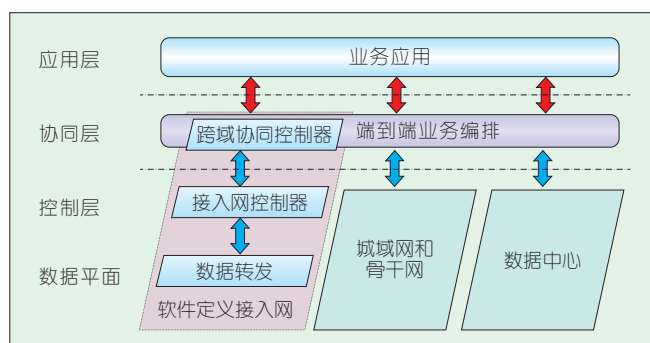 应用层
业务应用
协同层
跨域协同控制器
端到端业务编排
控制层
接入网控制器
城域网和
骨干网
数据中心
数据平面
数据转发
软件定义接入网